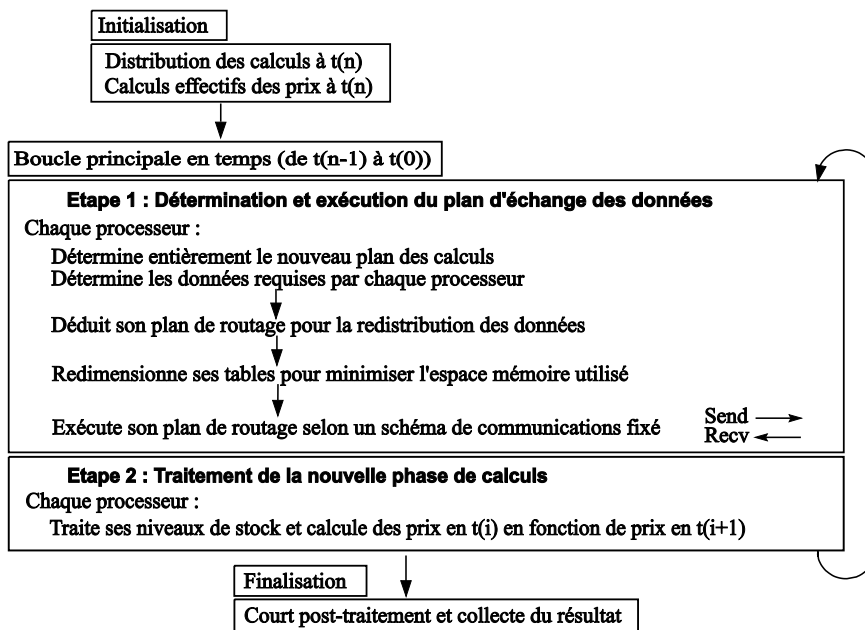 Initialisation
Distribution des calculs à t(n)
Calculs effectifs des prix à t(n)
Boucle principale en temps (de t(n-1) à t(0))
Etape 1 : Détermination et exécution du plan d'échange des données
Chaque processeur :
Détermine entièrement le nouveau plan des calculs
Détermine les données requises par chaque processeur
Déduit son plan de routage pour la redistribution des données
Redimensionne ses tables pour minimiser l'espace mémoire utilisé
Exécute son plan de routage selon un schéma de communications fixé
Send
Recv
Etape 2 : Traitement de la nouvelle phase de calculs
Chaque processeur :
Traite ses niveaux de stock et calcule des prix en t(i) en fonction de prix en t(i+1)
Finalisation
Court post-traitement et collecte du résultat